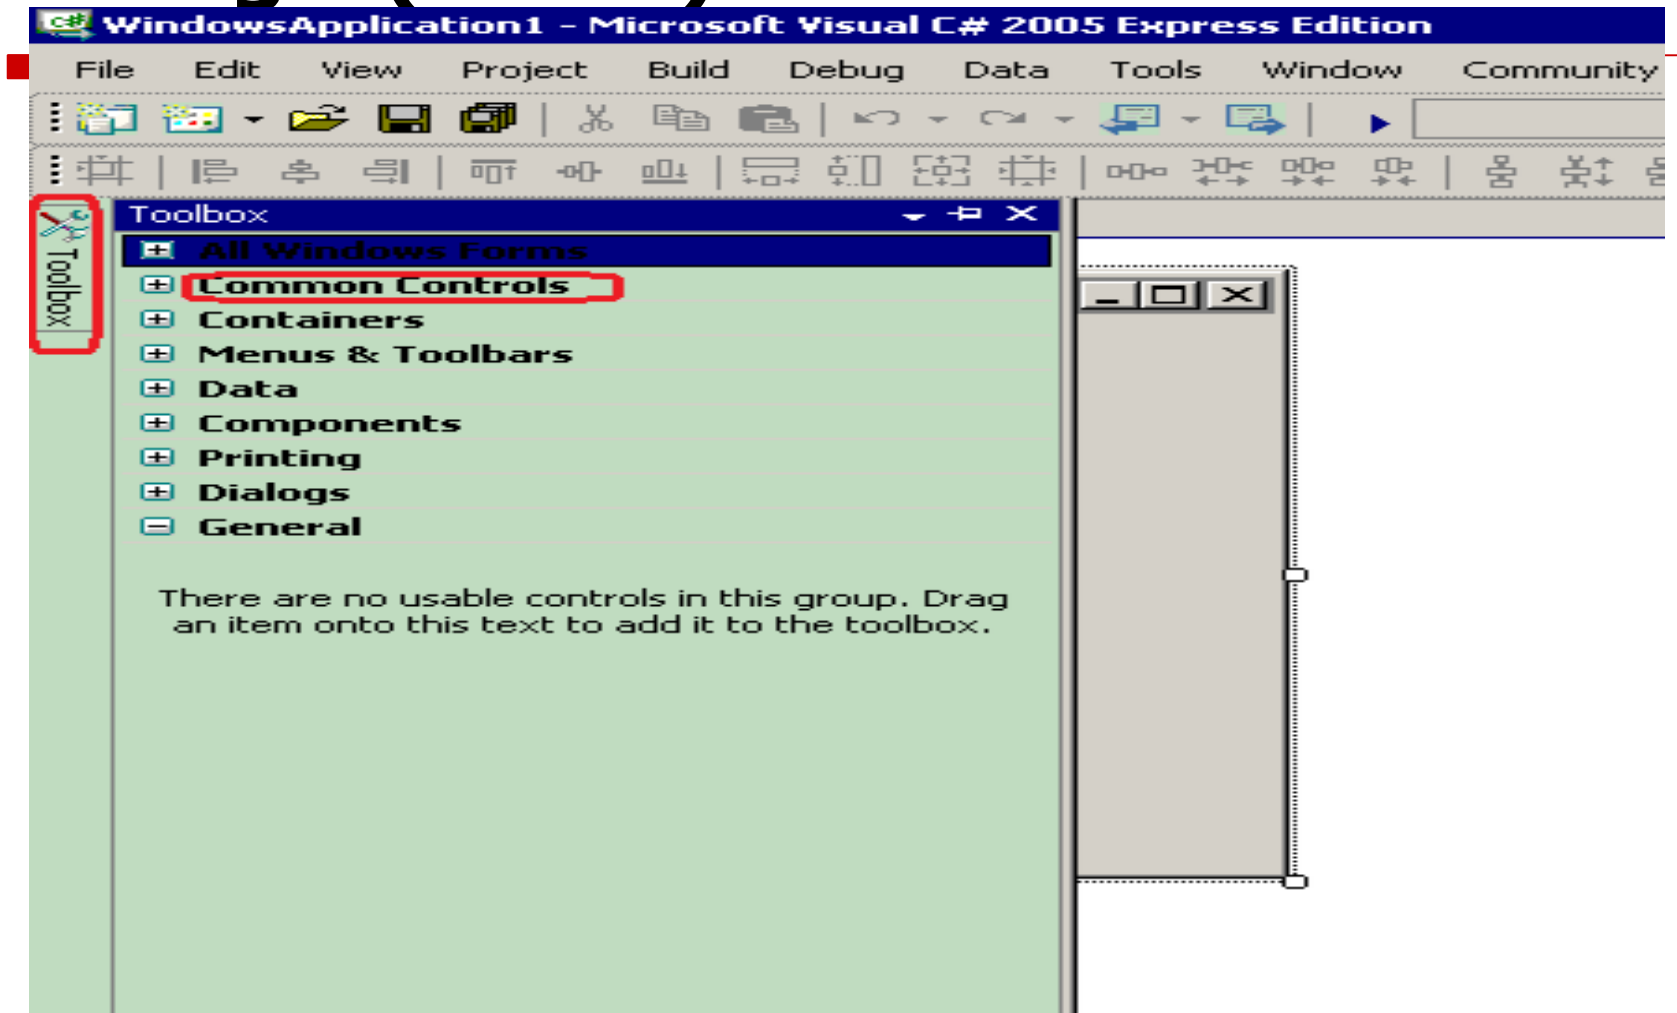 WindowsApplication1 - Microsoft Visual C# 2005 Express Edition
File Edit View Project Build Debug Data Tools Window Community
Toolbox
Toolbox
All Windows Forms
Common Controls
Containers
Menus & Toolbars
Data
Components
Printing
Dialogs
General
There are no usable controls in this group. Drag
an item onto this text to add it to the toolbox.